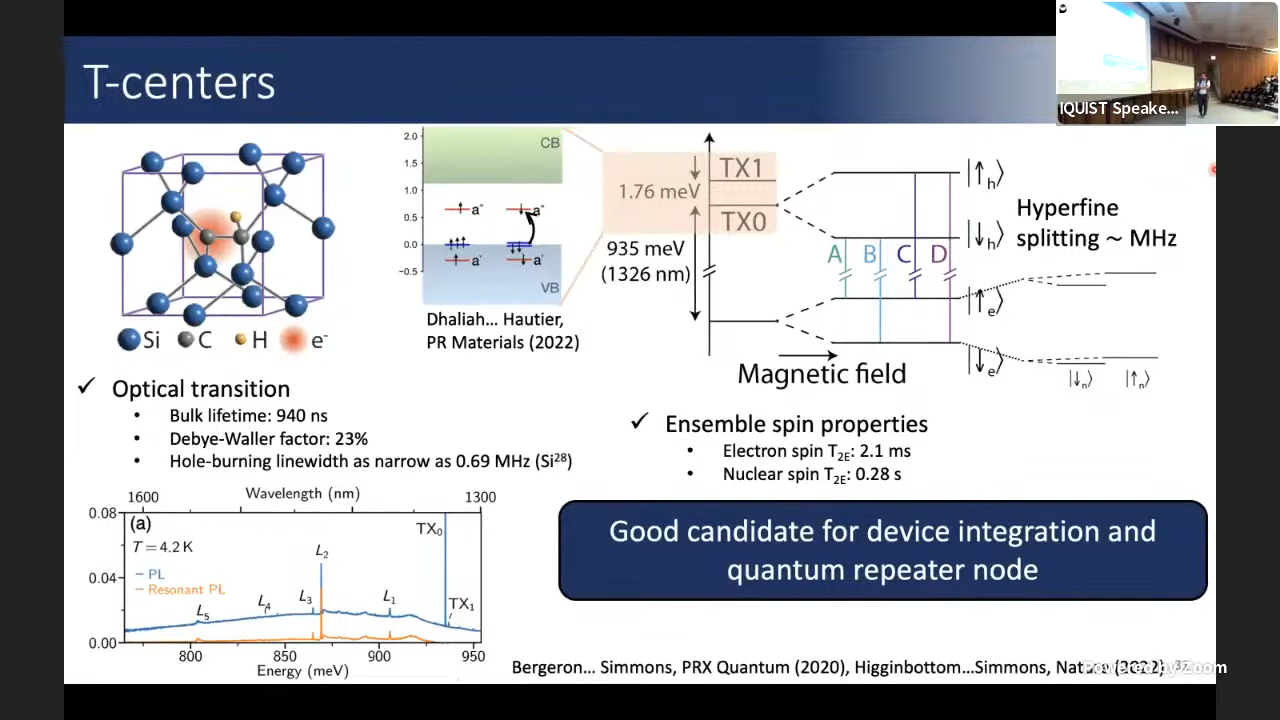 T-centers
IQUIST Speake...
Si C H e⁻
2.0
1.5
1.0
0.5
0.0
−0.5
CB
a" a"
a' a'
VB
Dhaliah... Hautier,
PR Materials (2022)
TX1
1.76 meV
TX0
935 meV
(1326 nm)
A B C D
|↑h⟩
|↓h⟩
|↑e⟩
|↓e⟩
|↓n⟩ |↑n⟩
Hyperfine
splitting ~ MHz
Magnetic field
✓ Optical transition
• Bulk lifetime: 940 ns
• Debye-Waller factor: 23%
• Hole-burning linewidth as narrow as 0.69 MHz (Si²⁸)
✓ Ensemble spin properties
• Electron spin T₂E: 2.1 ms
• Nuclear spin T₂E: 0.28 s
1600 Wavelength (nm) 1300
0.08
0.04
0.00
(a)
T = 4.2 K
PL
Resonant PL
L₅ L₄ L₃ L₂ L₁
TX₀
TX₁
800 850 900 950
Energy (meV)
Good candidate for device integration and
quantum repeater node
Bergeron... Simmons, PRX Quantum (2020), Higginbottom...Simmons, Nature (2022)
Powered by Zoom